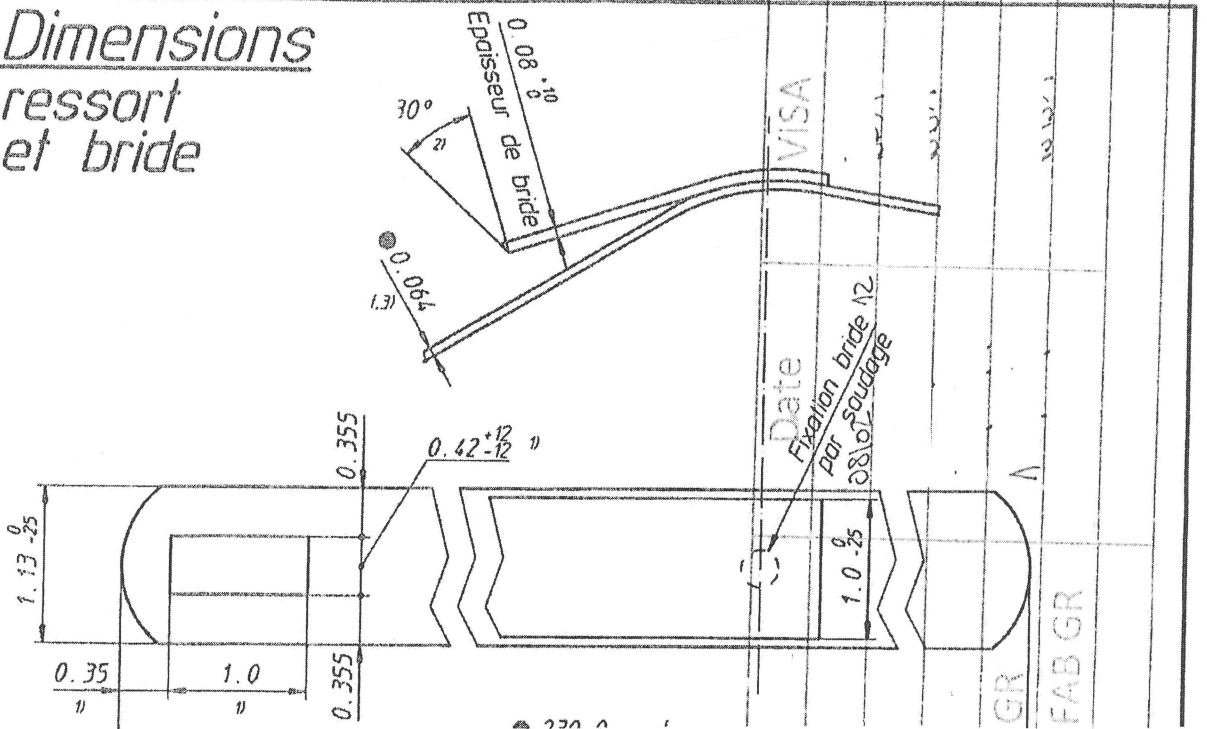 Dimensions
ressort
et bride
0.08 +10 0
Epaisseur de bride
30°
2)
0.064
1,3)
VISA
Date
Fixation bride 12
par soudage
0.355
0.42 +12 -12 1)
1.13 0 -25
1.0 0 -25
0.35
1)
1.0
1)
0.355
GR
FAB GR